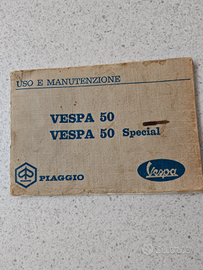 USO E MANUTENZIONE
VESPA 50
VESPA 50 Special
PIAGGIO
Vespa